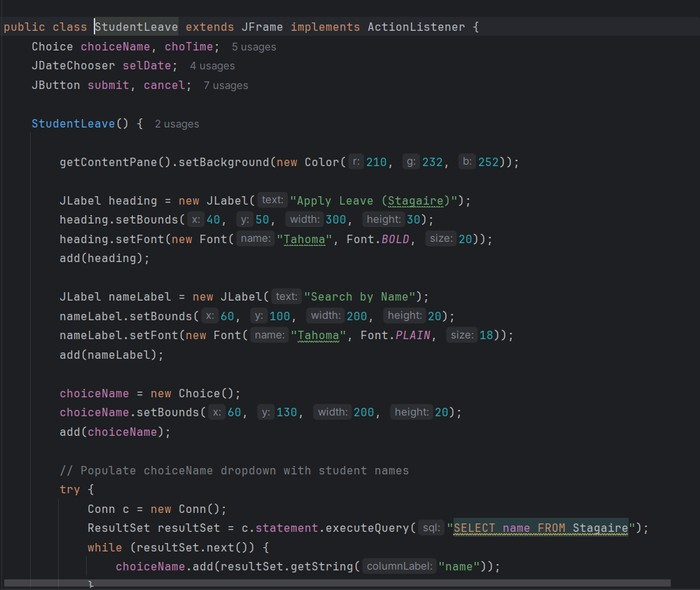 public class StudentLeave extends JFrame implements ActionListener {
Choice choiceName, choTime; 5 usages
JDateChooser selDate; 4 usages
JButton submit, cancel; 7 usages
StudentLeave() { 2 usages
getContentPane().setBackground(new Color( r: 210, g: 232, b: 252));
JLabel heading = new JLabel( text: "Apply Leave (Stagaire)");
heading.setBounds( x: 40, y: 50, width: 300, height: 30);
heading.setFont(new Font( name: "Tahoma", Font.BOLD, size: 20));
add(heading);
JLabel nameLabel = new JLabel( text: "Search by Name");
nameLabel.setBounds( x: 60, y: 100, width: 200, height: 20);
nameLabel.setFont(new Font( name: "Tahoma", Font.PLAIN, size: 18));
add(nameLabel);
choiceName = new Choice();
choiceName.setBounds( x: 60, y: 130, width: 200, height: 20);
add(choiceName);
// Populate choiceName dropdown with student names
try {
Conn c = new Conn();
ResultSet resultSet = c.statement.executeQuery( sql: "SELECT name FROM Stagaire");
while (resultSet.next()) {
choiceName.add(resultSet.getString( columnLabel: "name"));
}